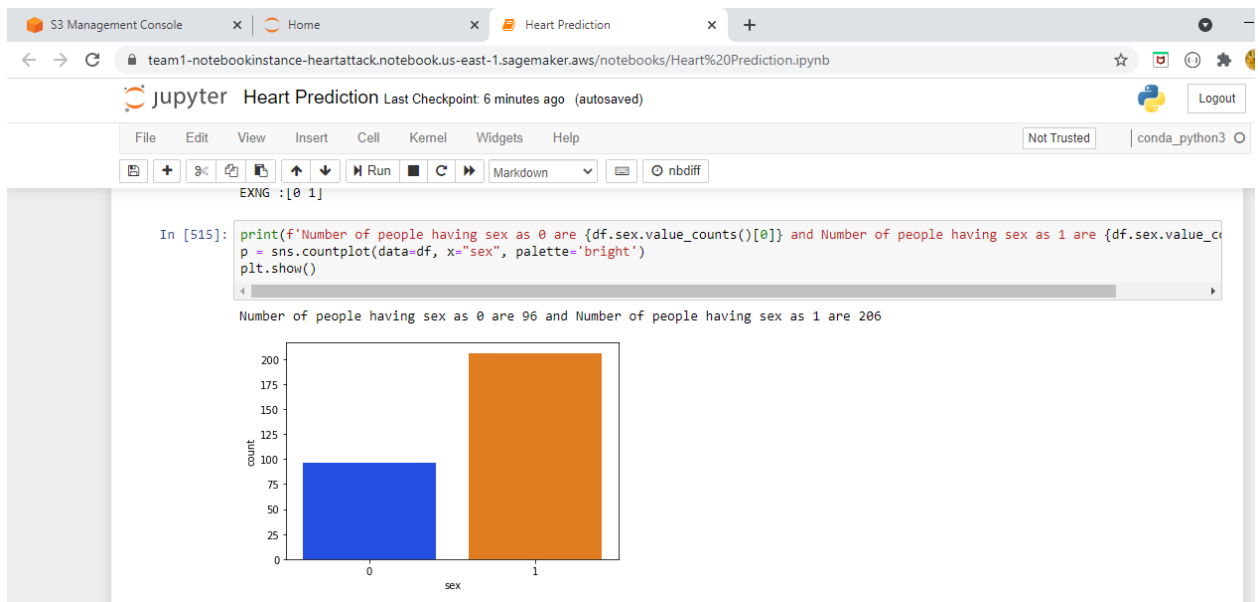 S3 Management Console
Home
Heart Prediction
team1-notebookinstance-heartattack.notebook.us-east-1.sagemaker.aws/notebooks/Heart%20Prediction.ipynb
jupyter Heart Prediction Last Checkpoint: 6 minutes ago (autosaved)
Logout
File Edit View Insert Cell Kernel Widgets Help
Not Trusted
conda_python3
Run
Markdown
nbdiff
EXNG :[0 1]
In [515]: print(f'Number of people having sex as 0 are {df.sex.value_counts()[0]} and Number of people having sex as 1 are {df.sex.value_co
p = sns.countplot(data=df, x="sex", palette='bright')
plt.show()
Number of people having sex as 0 are 96 and Number of people having sex as 1 are 206
200
175
150
125
100
75
50
25
0
count
0 1
sex